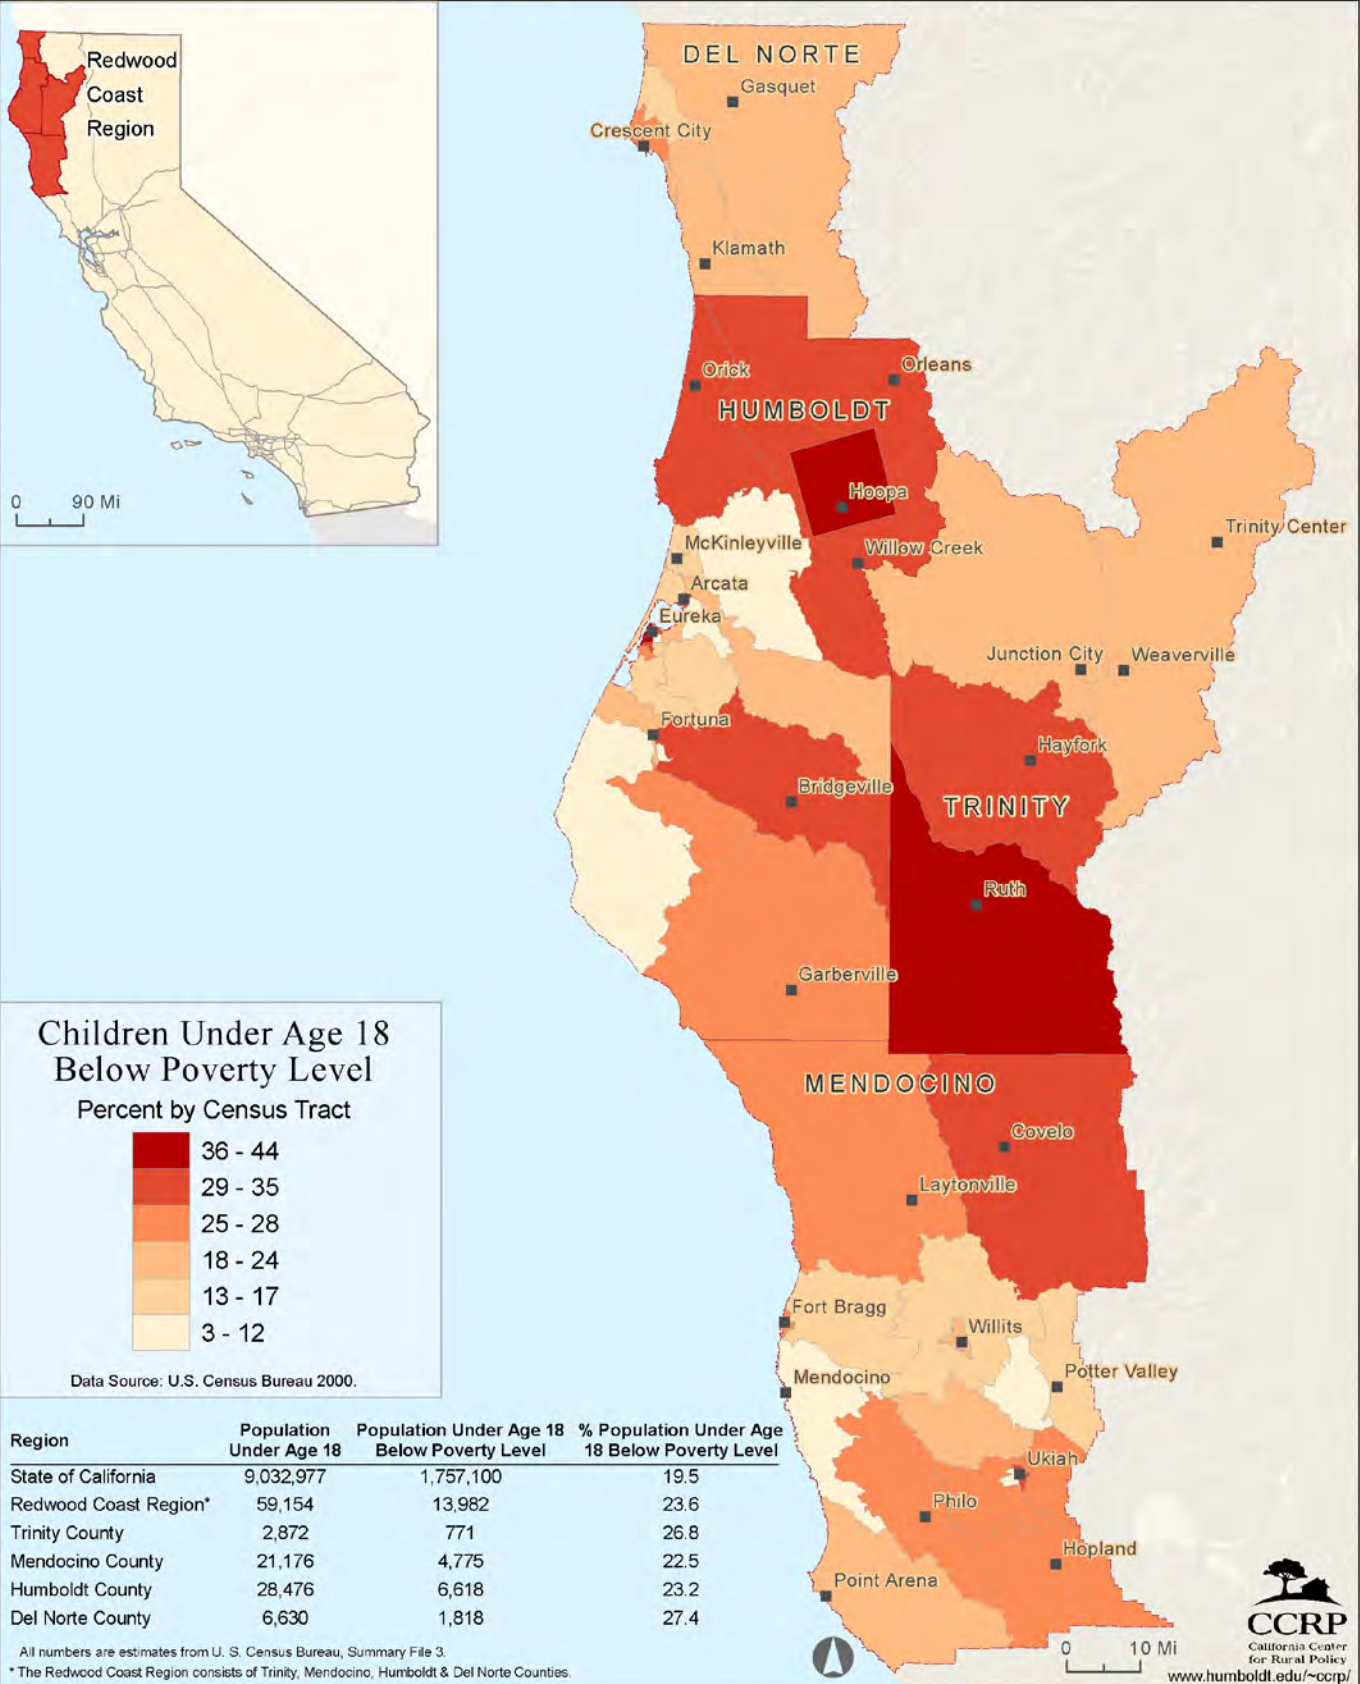 Redwood
Coast
Region
0 90 Mi
DEL NORTE
Gasquet
Crescent City
Klamath
Orick
Orleans
HUMBOLDT
Hoopa
McKinleyville
Willow Creek
Trinity Center
Arcata
Eureka
Junction City
Weaverville
Fortuna
Hayfork
Bridgeville
TRINITY
Ruth
Garberville
MENDOCINO
Covelo
Laytonville
Fort Bragg
Willits
Mendocino
Potter Valley
Ukiah
Philo
Hopland
Point Arena
Children Under Age 18
Below Poverty Level
Percent by Census Tract
36 - 44
29 - 35
25 - 28
18 - 24
13 - 17
3 - 12
Data Source: U.S. Census Bureau 2000.
Region Population Under Age 18 Population Under Age 18 Below Poverty Level % Population Under Age 18 Below Poverty Level
State of California 9,032,977 1,757,100 19.5
Redwood Coast Region* 59,154 13,982 23.6
Trinity County 2,872 771 26.8
Mendocino County 21,176 4,775 22.5
Humboldt County 28,476 6,618 23.2
Del Norte County 6,630 1,818 27.4
All numbers are estimates from U. S. Census Bureau, Summary File 3.
* The Redwood Coast Region consists of Trinity, Mendocino, Humboldt & Del Norte Counties.
0 10 Mi
CCRP
California Center
for Rural Policy
www.humboldt.edu/~ccrp/